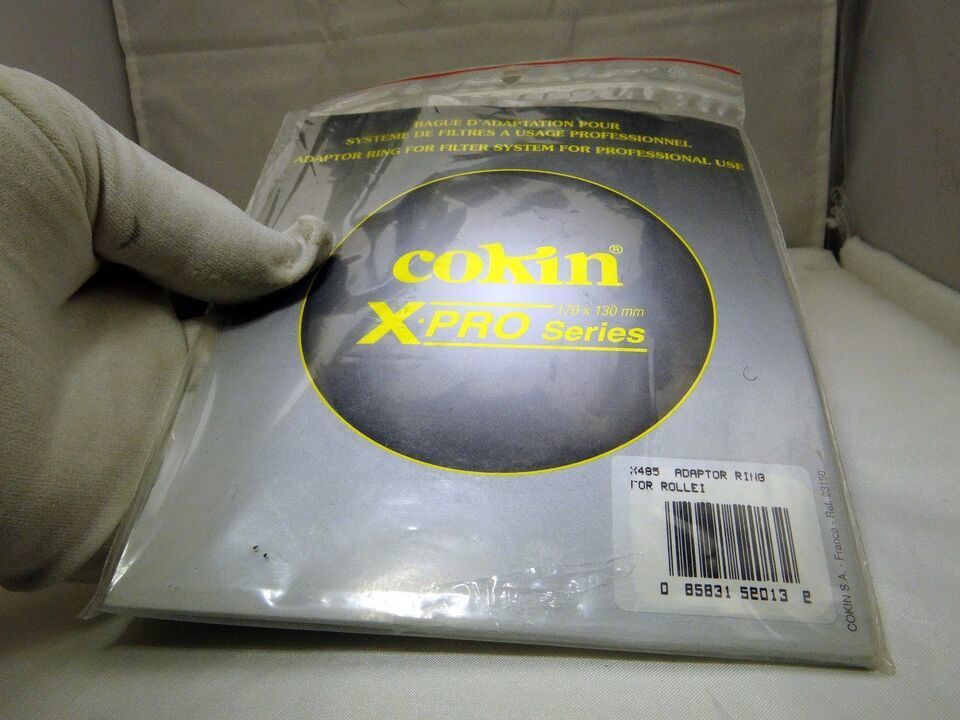 BAGUE D'ADAPTATION POUR
SYSTEME DE FILTRES A USAGE PROFESSIONNEL
ADAPTOR RING FOR FILTER SYSTEM FOR PROFESSIONAL USE
cokin®
170 x 130 mm
X·PRO Series
X485 ADAPTOR RING
FOR ROLLEI
0 85831 52013 2
COKIN S.A. - France - Ref. 23150